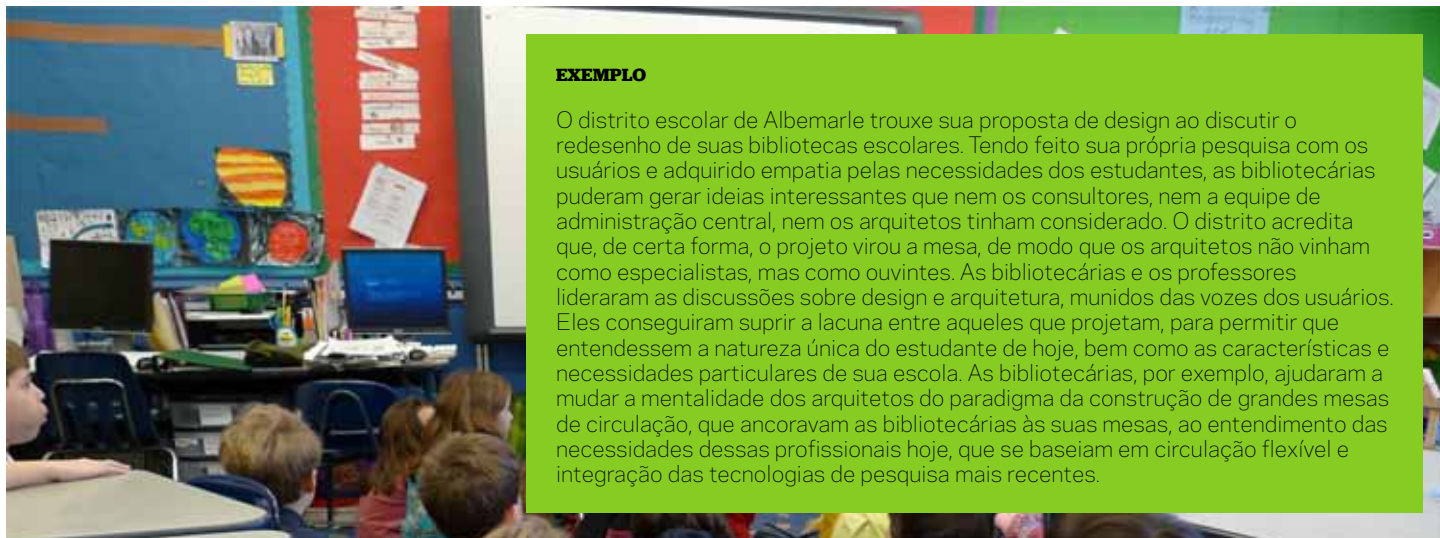 EXEMPLO
O distrito escolar de Albemarle trouxe sua proposta de design ao discutir o
redesenho de suas bibliotecas escolares. Tendo feito sua própria pesquisa com os
usuários e adquirido empatia pelas necessidades dos estudantes, as bibliotecárias
puderam gerar ideias interessantes que nem os consultores, nem a equipe de
administração central, nem os arquitetos tinham considerado. O distrito acredita
que, de certa forma, o projeto virou a mesa, de modo que os arquitetos não vinham
como especialistas, mas como ouvintes. As bibliotecárias e os professores
lideraram as discussões sobre design e arquitetura, munidos das vozes dos usuários.
Eles conseguiram suprir a lacuna entre aqueles que projetam, para permitir que
entendessem a natureza única do estudante de hoje, bem como as características e
necessidades particulares de sua escola. As bibliotecárias, por exemplo, ajudaram a
mudar a mentalidade dos arquitetos do paradigma da construção de grandes mesas
de circulação, que ancoravam as bibliotecárias às suas mesas, ao entendimento das
necessidades dessas profissionais hoje, que se baseiam em circulação flexível e
integração das tecnologias de pesquisa mais recentes.